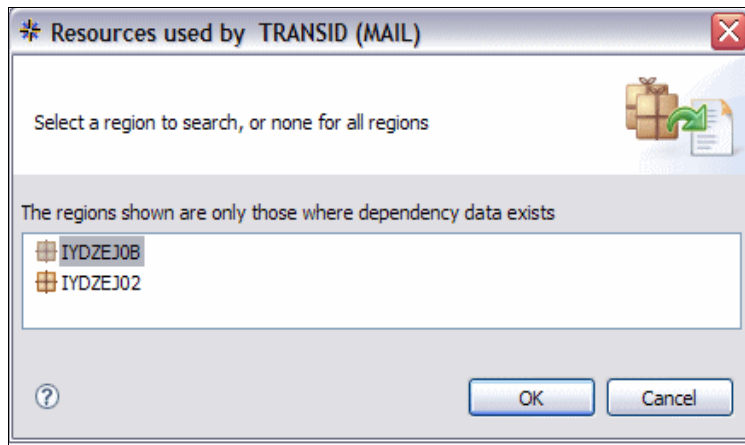 Resources used by TRANSID (MAIL)
Select a region to search, or none for all regions
The regions shown are only those where dependency data exists
IYDZEJ0B
IYDZEJ02
OK Cancel